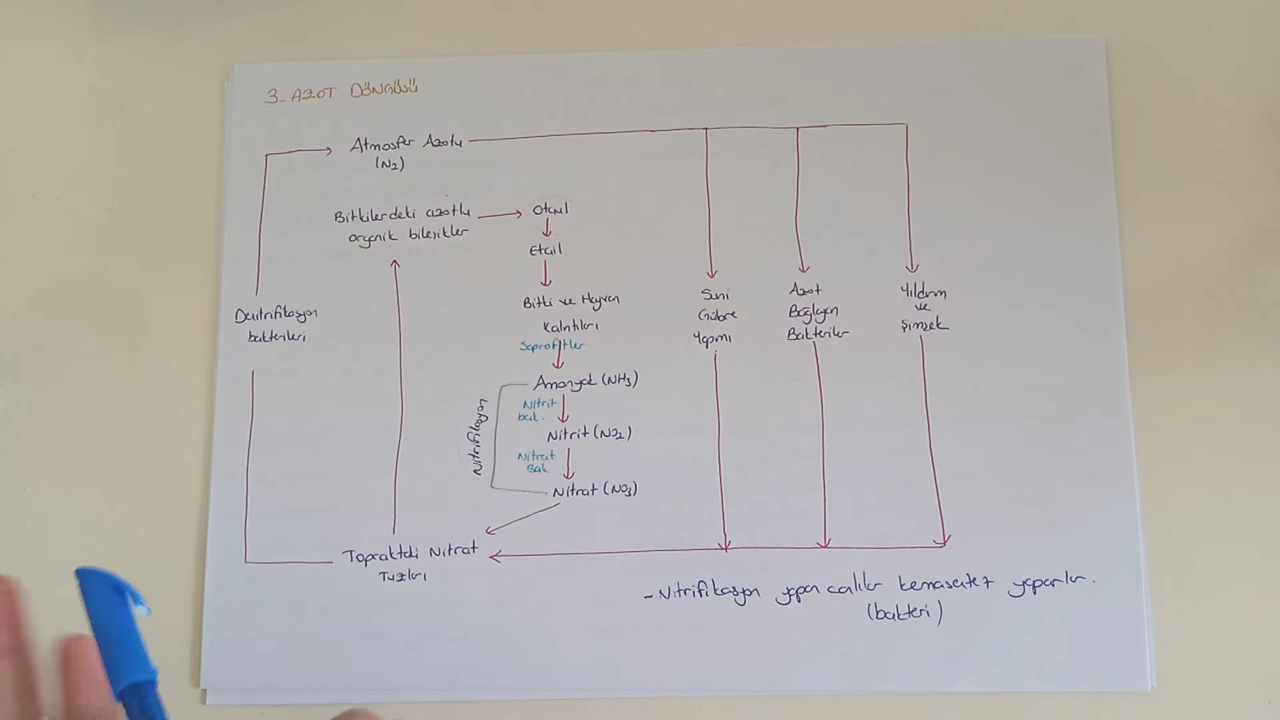 3- AZOT DÖNGÜSÜ
Atmosfer Azotu
(N2)
Bitkilerdeki azotlu
organik bileşikler
Otçul
Etçil
Bitki ve Hayvan
Kalıntıları
Saprofitler
Amonyak (NH3)
Nitrit
bak.
Nitrit (NO2)
Nitrat
Bak
Nitrat (NO3)
Nitrifikasyon
Denitrifikasyon
bakterileri
Topraktaki Nitrat
Tuzları
Suni
Gübre
Yapımı
Azot
Bağlayan
Bakteriler
Yıldırım
ve
Şimşek
- Nitrifikasyon yapan canlılar kemosentez yaparlar.
(bakteri)